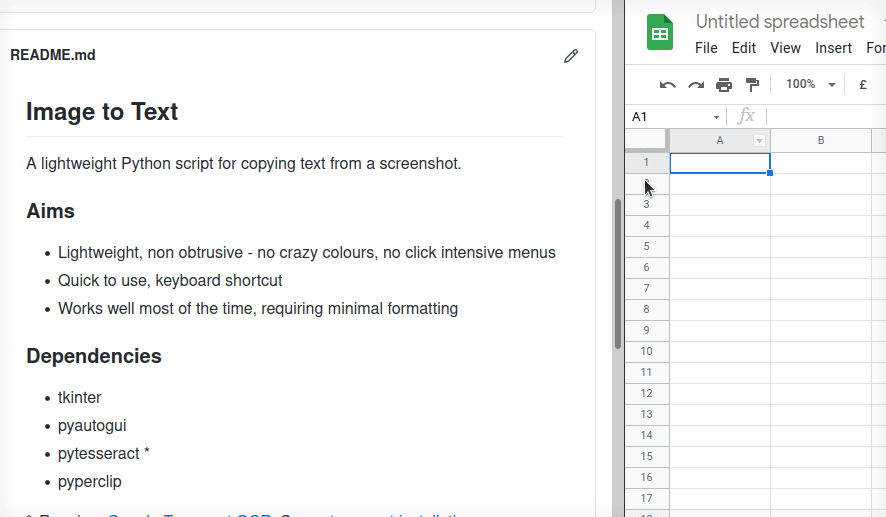 README.md
Image to Text
A lightweight Python script for copying text from a screenshot.
Aims
• Lightweight, non obtrusive - no crazy colours, no click intensive menus
• Quick to use, keyboard shortcut
• Works well most of the time, requiring minimal formatting
Dependencies
• tkinter
• pyautogui
• pytesseract *
• pyperclip
Untitled spreadsheet
File Edit View Insert For
100% £
A1 fx
A B
1
3
4
5
6
7
8
9
10
11
12
13
14
15
16
17